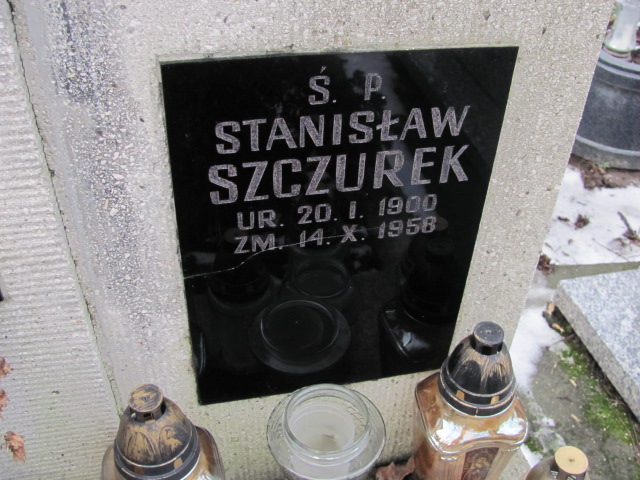 Ś. P.
STANISŁAW
SZCZUREK
UR. 20. I. 1900
ZM. 14. X. 1958